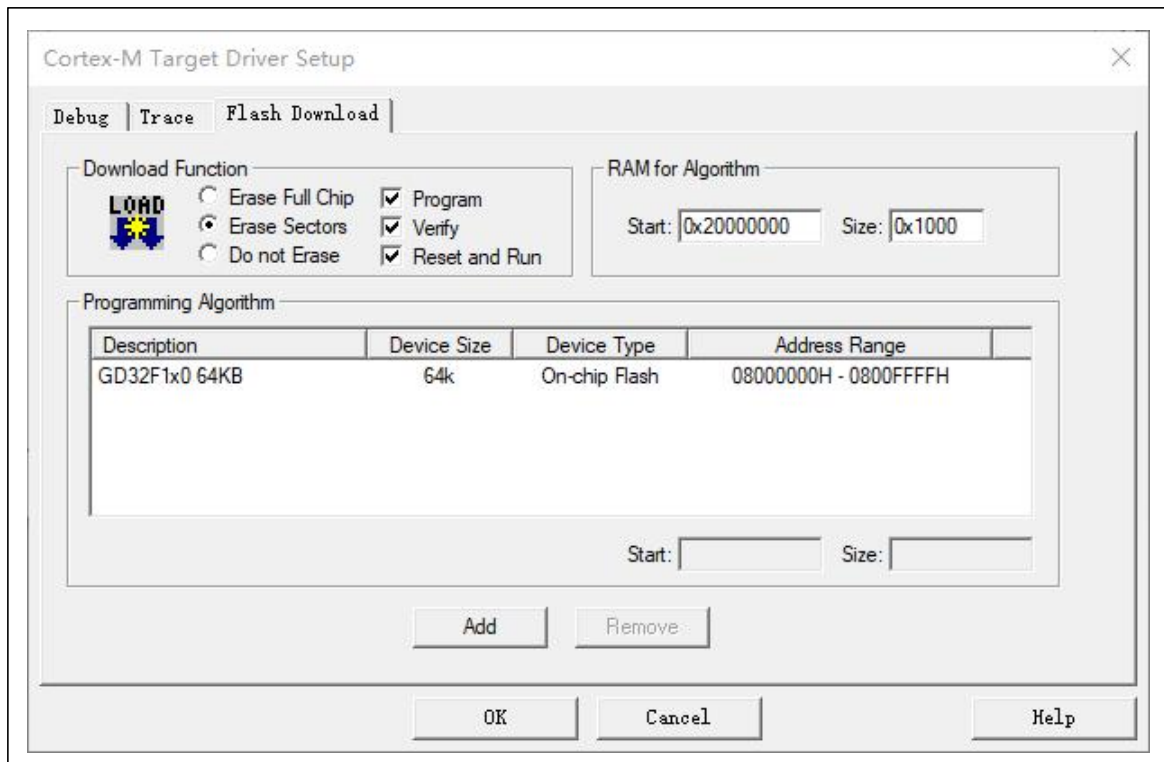 Cortex-M Target Driver Setup
Debug Trace Flash Download
Download Function
LOAD
Erase Full Chip
Erase Sectors
Do not Erase
Program
Verify
Reset and Run
RAM for Algorithm
Start: 0x20000000 Size: 0x1000
Programming Algorithm
Description Device Size Device Type Address Range
GD32F1x0 64KB 64k On-chip Flash 08000000H - 0800FFFFH
Start: Size:
Add Remove
OK Cancel Help